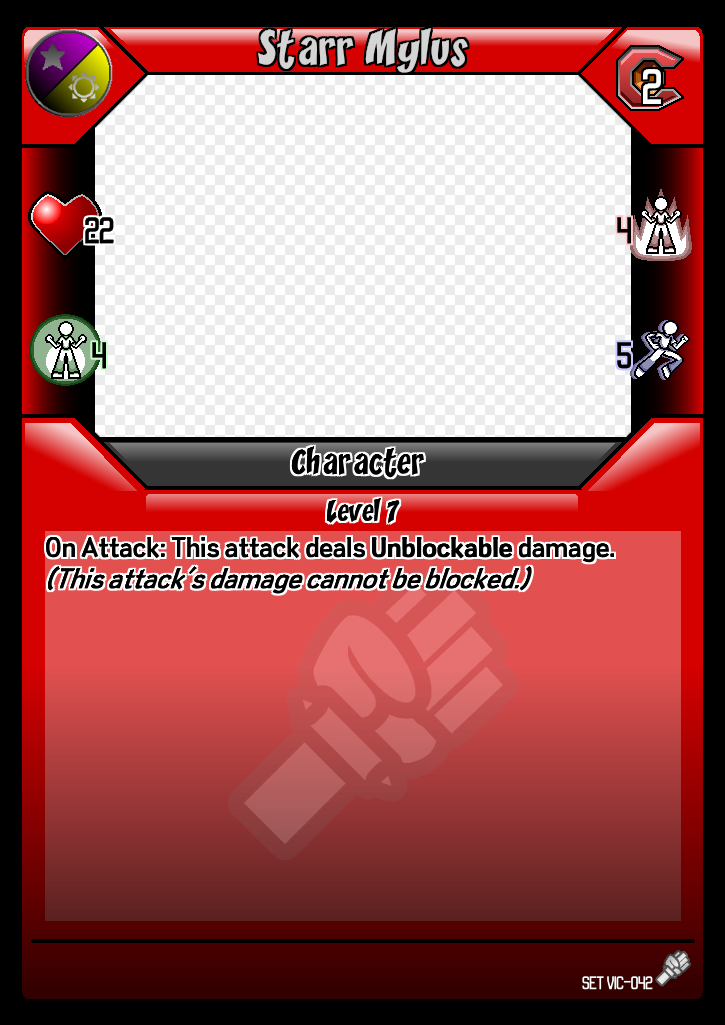 Starr Mylus
2
22
4
4
5
Character
Level 7
On Attack: This attack deals Unblockable damage.
(This attack's damage cannot be blocked.)
SET VIC-042